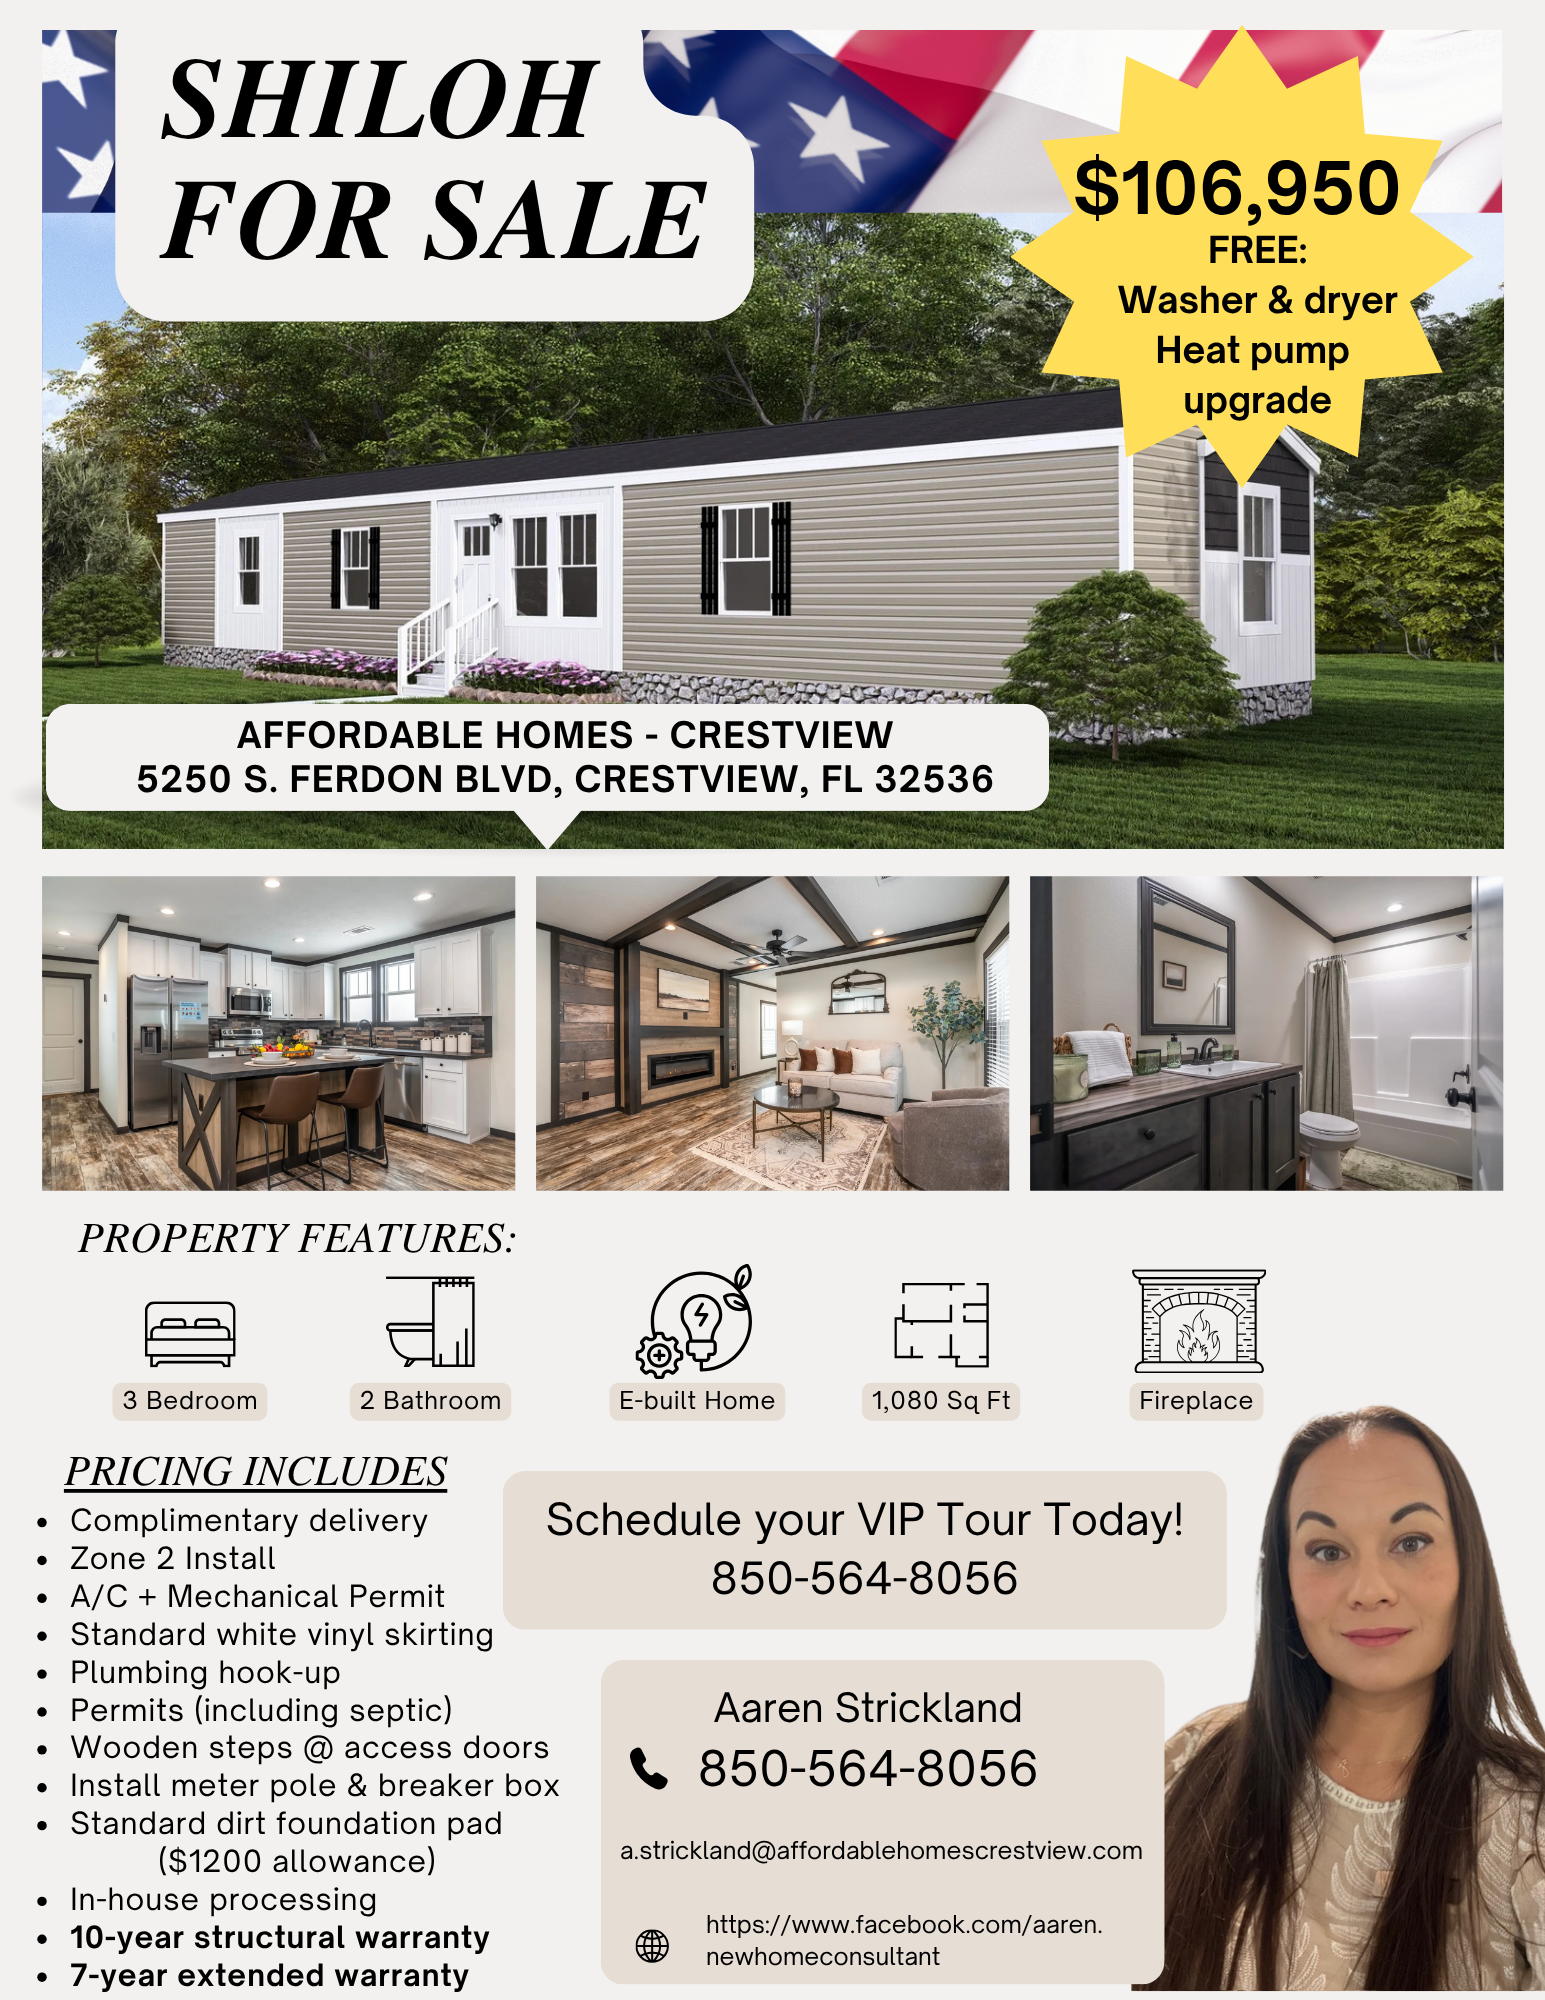 SHILOH
FOR SALE
$106,950
FREE:
Washer & dryer
Heat pump
upgrade
AFFORDABLE HOMES - CRESTVIEW
5250 S. FERDON BLVD, CRESTVIEW, FL 32536
PROPERTY FEATURES:
3 Bedroom
2 Bathroom
E-built Home
1,080 Sq Ft
Fireplace
PRICING INCLUDES
• Complimentary delivery
• Zone 2 Install
• A/C + Mechanical Permit
• Standard white vinyl skirting
• Plumbing hook-up
• Permits (including septic)
• Wooden steps @ access doors
• Install meter pole & breaker box
• Standard dirt foundation pad
($1200 allowance)
• In-house processing
• 10-year structural warranty
• 7-year extended warranty
Schedule your VIP Tour Today!
850-564-8056
Aaren Strickland
850-564-8056
a.strickland@affordablehomescrestview.com
https://www.facebook.com/aaren.
newhomeconsultant